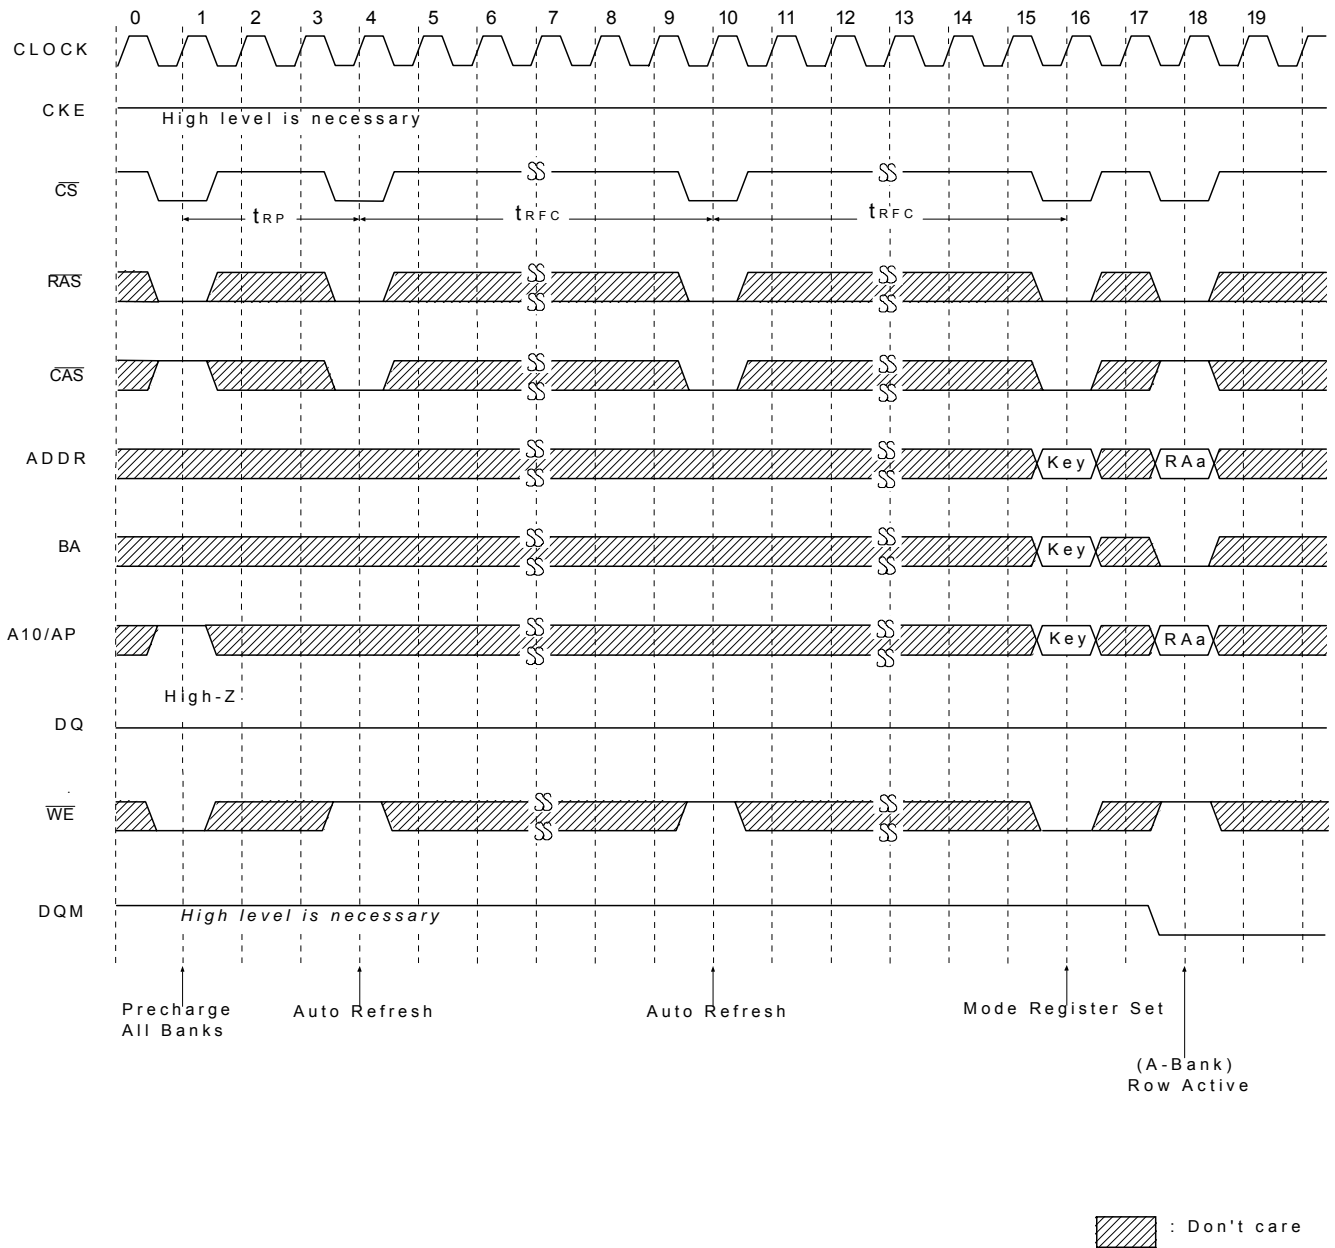 0 1 2 3 4 5 6 7 8 9 10 11 12 13 14 15 16 17 18 19
CLOCK
CKE
High level is necessary
CS
tRP tRFC tRFC
RAS
CAS
ADDR Key RAa
BA Key
A10/AP Key RAa
High-Z
DQ
WE
DQM High level is necessary
Precharge
All Banks
Auto Refresh
Auto Refresh
Mode Register Set
(A-Bank)
Row Active
: Don't care